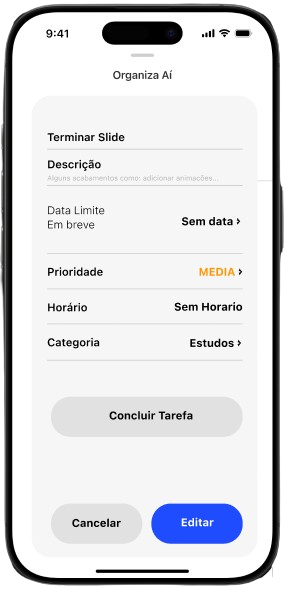 9:41
Organiza Aí
Terminar Slide
Descrição
Alguns acabamentos como: adicionar animacões...
Data Limite
Em breve
Sem data ›
Prioridade MEDIA ›
Horário Sem Horario
Categoria Estudos ›
Concluir Tarefa
Cancelar Editar